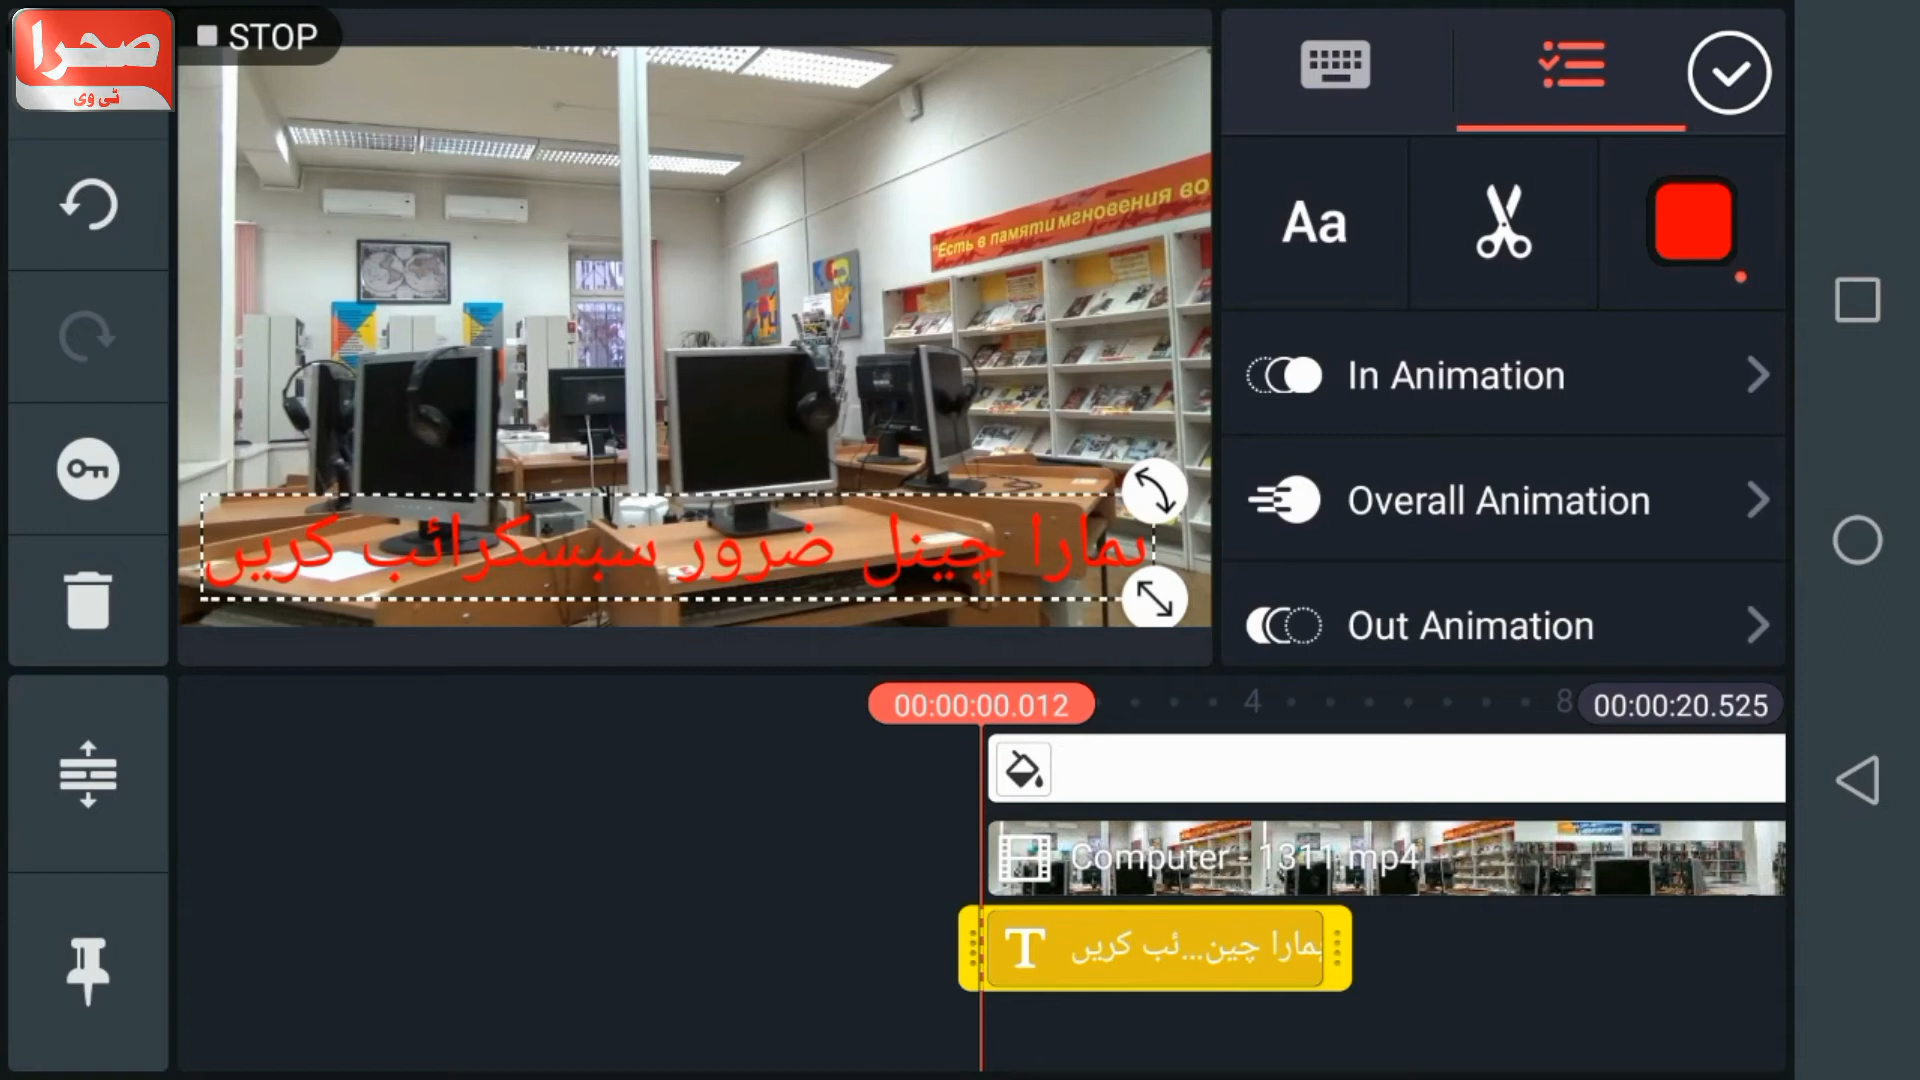 صحرا
ٹی وی
STOP
"Есть в памяти мгновения во
ہمارا چینل ضرور سبسکرائب کریں
Aa
In Animation
Overall Animation
Out Animation
00:00:00.012
4
8
00:00:20.525
Computer - 1311.mp4
T ہمارا چین...ئب کریں